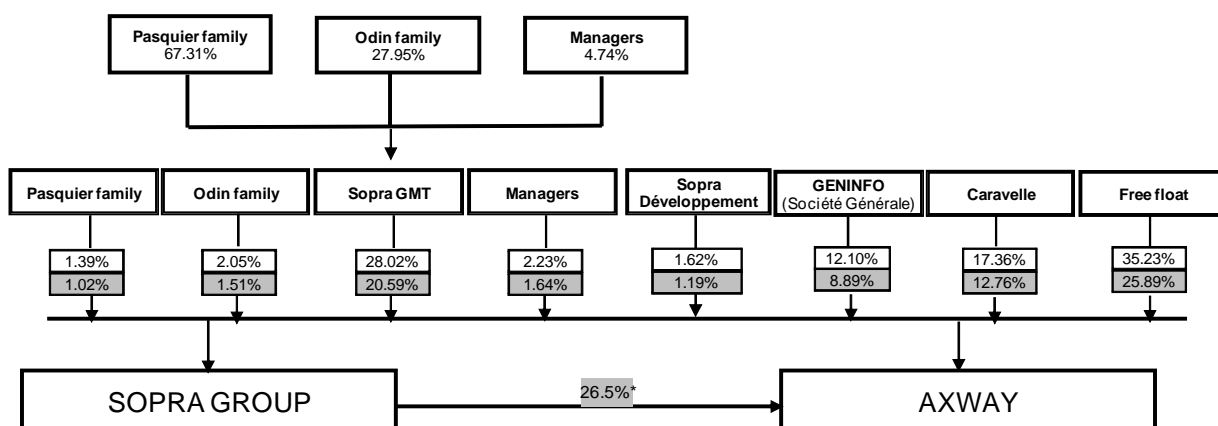 Pasquier family
67.31%
Odin family
27.95%
Managers
4.74%
Pasquier family
Odin family
Sopra GMT
Managers
Sopra
Développement
GENINFO
(Société Générale)
Caravelle
Free float
1.39%
1.02%
2.05%
1.51%
28.02%
20.59%
2.23%
1.64%
1.62%
1.19%
12.10%
8.89%
17.36%
12.76%
35.23%
25.89%
SOPRA GROUP
26.5%*
AXWAY